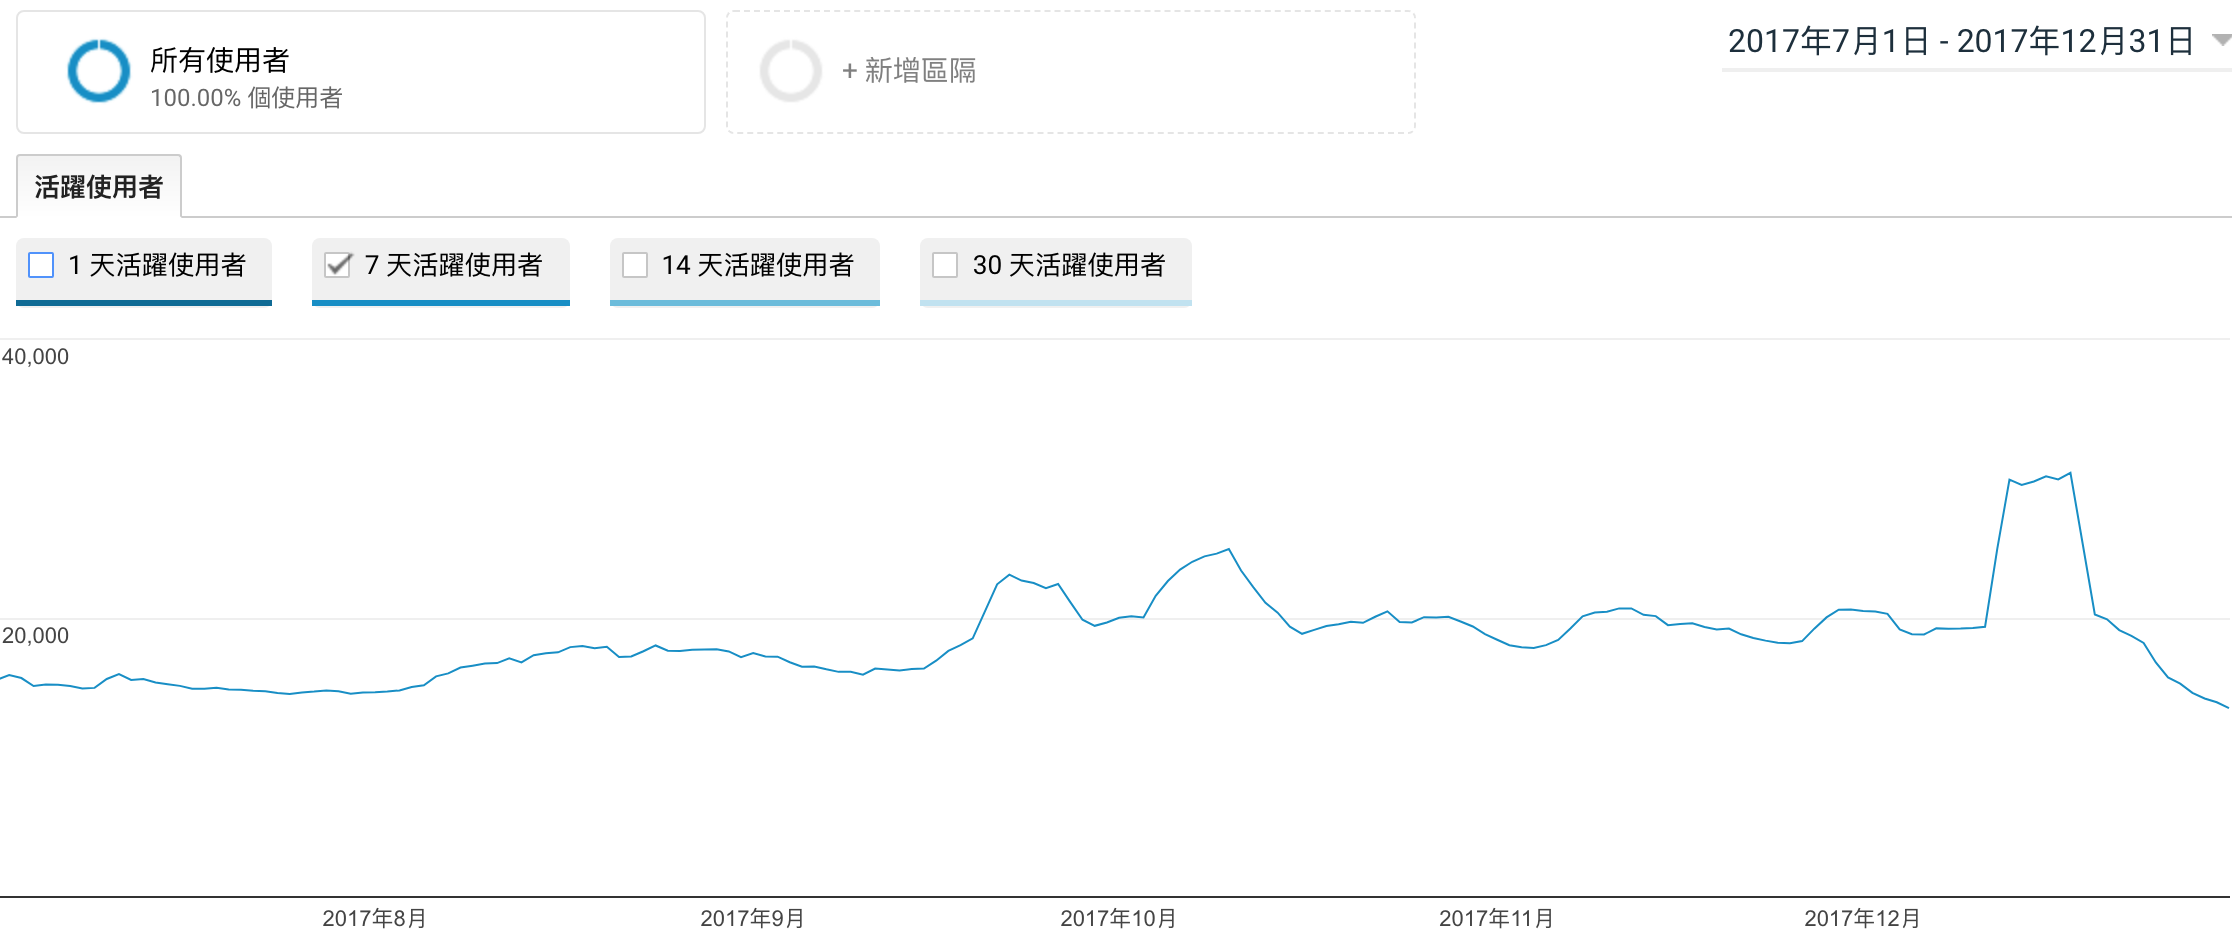 所有使用者
100.00% 個使用者
+ 新增區隔
2017年7月1日 - 2017年12月31日
活躍使用者
1 天活躍使用者
7 天活躍使用者
14 天活躍使用者
30 天活躍使用者
40,000
20,000
2017年8月
2017年9月
2017年10月
2017年11月
2017年12月